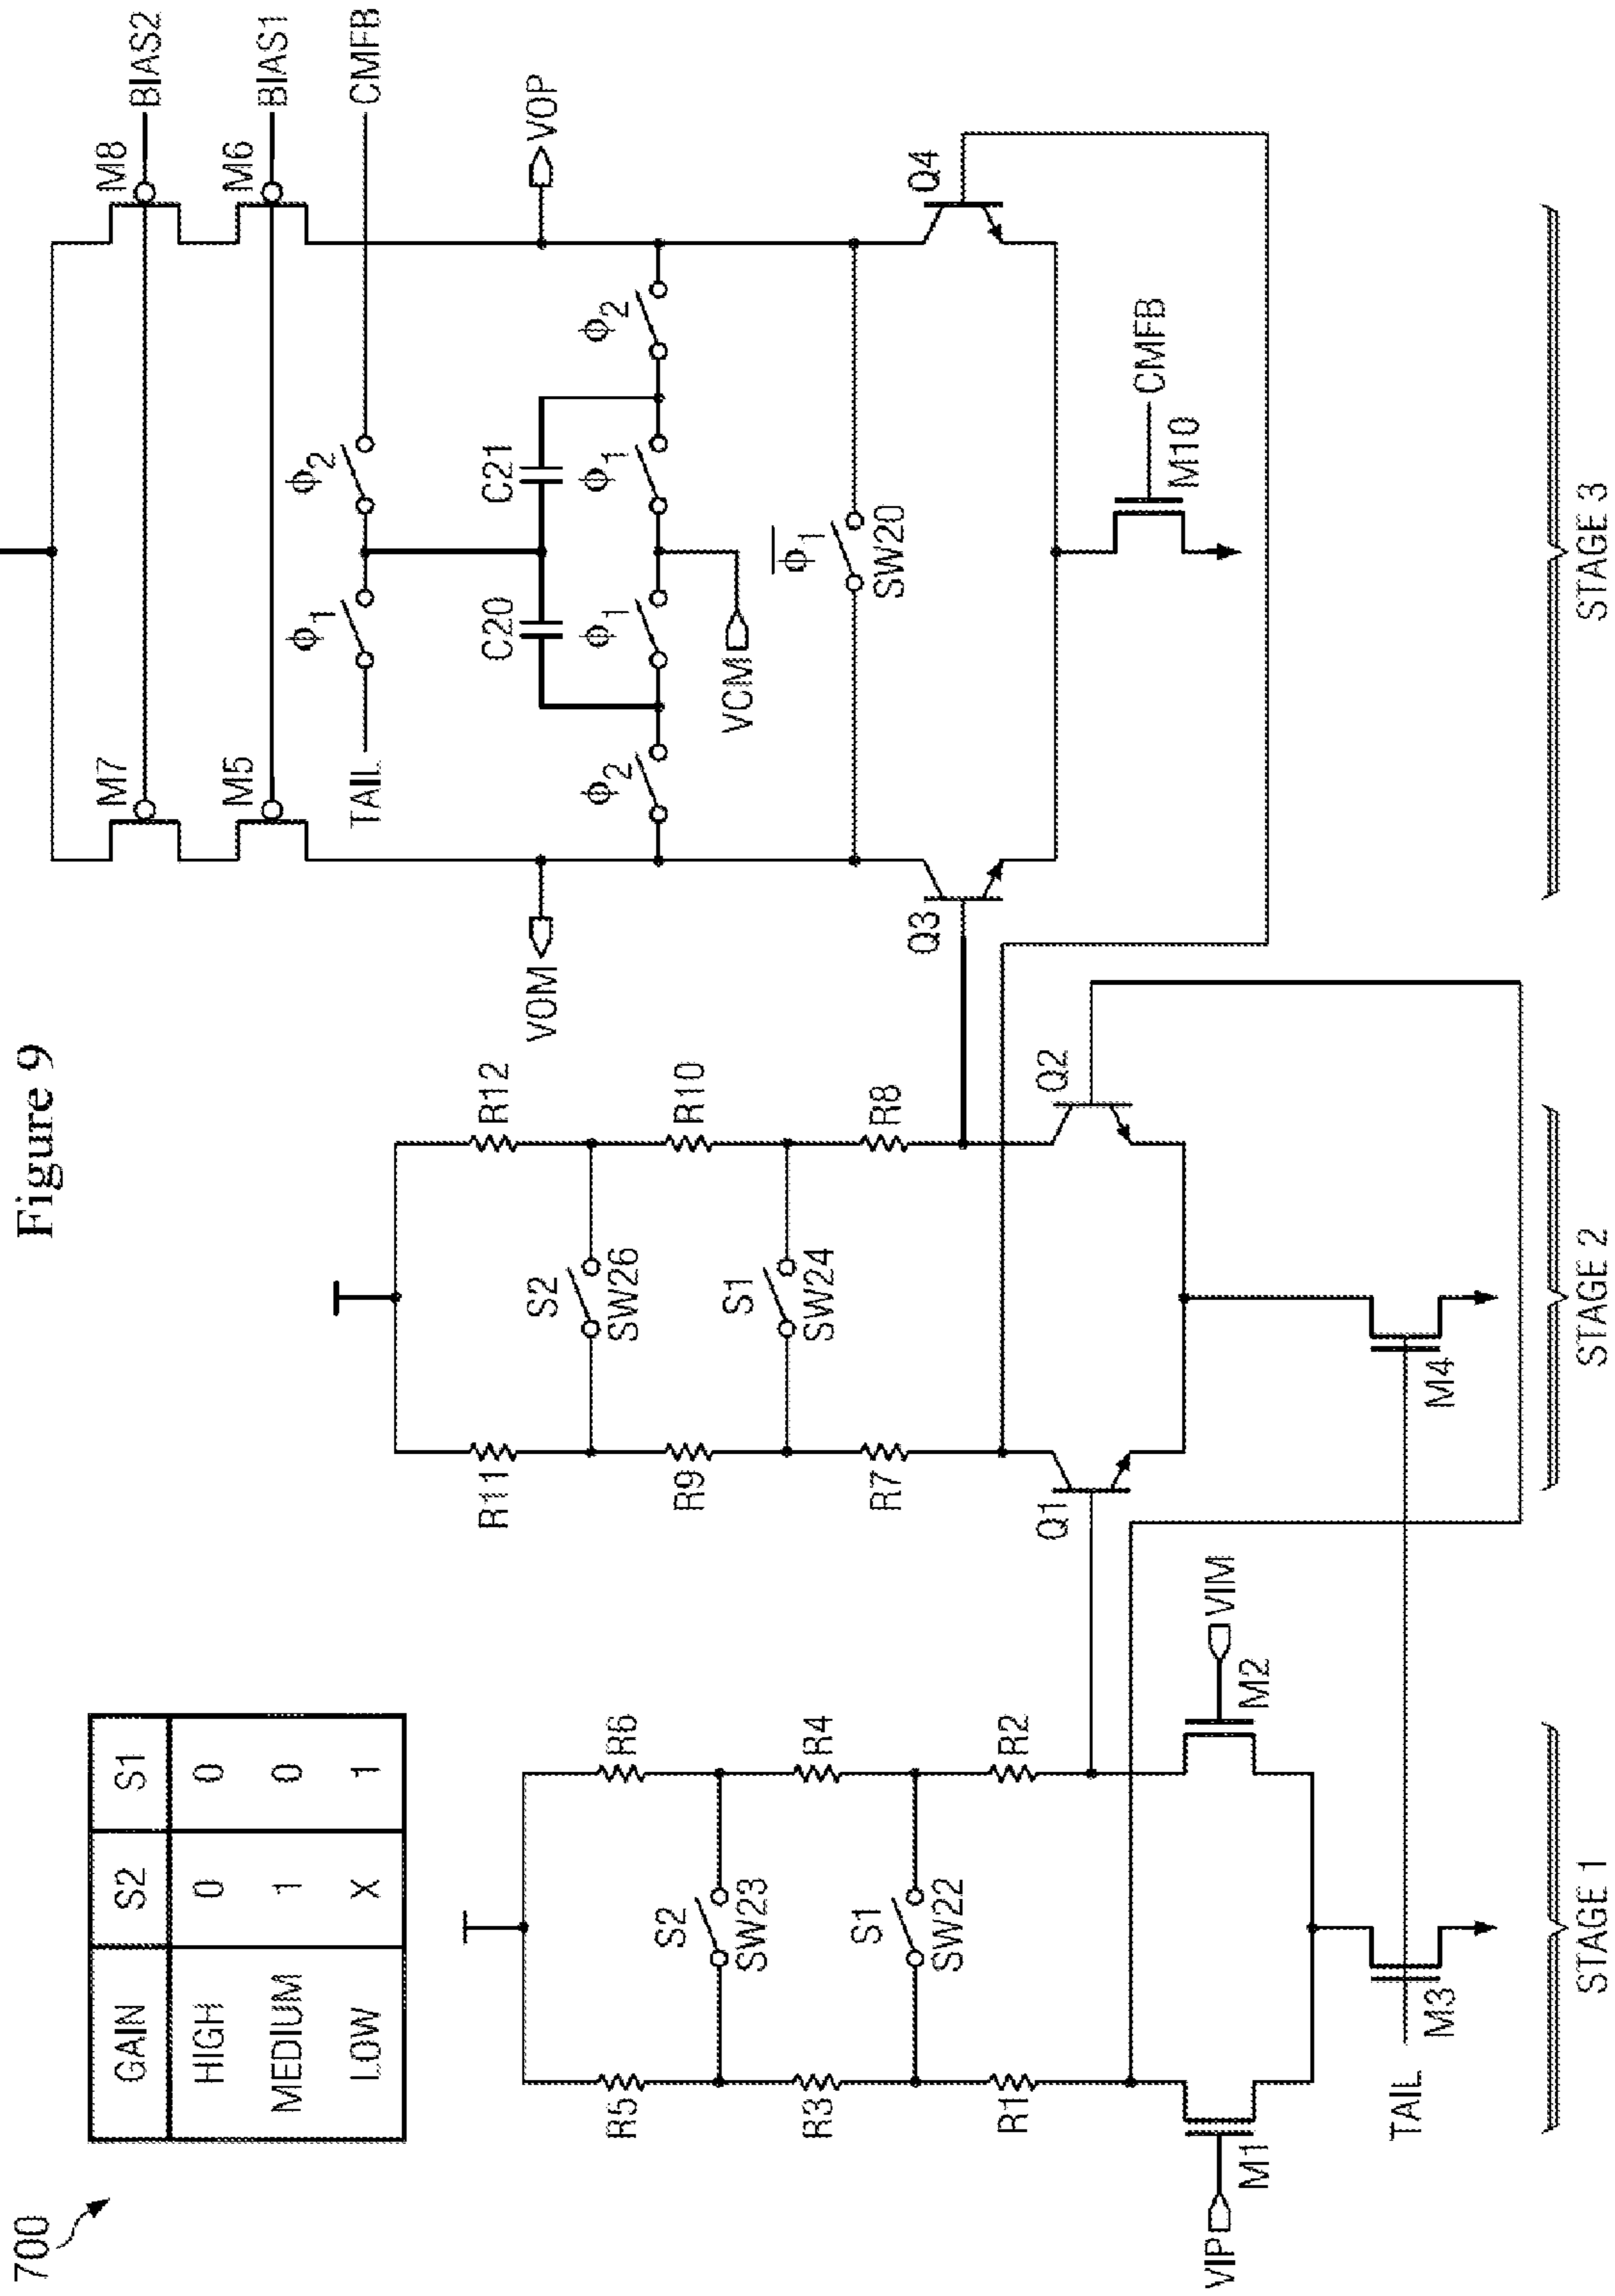 Figure 9
700
GAIN S2 S1
HIGH 0 0
MEDIUM 1 0
LOW X 1
R5
R6
S2
SW23
R3
R4
S1
SW22
R1
R2
VIP
M1
M2
VIM
TAIL
M3
STAGE 1
R11
R12
S2
SW26
R9
R10
S1
SW24
R7
R8
Q1
Q2
M4
STAGE 2
M7
M8
BIAS2
M5
M6
BIAS1
TAIL
ϕ1
ϕ2
CMFB
VOM
C20
C21
VOP
ϕ2
ϕ1
ϕ1
ϕ2
VCM
ϕ̅1
SW20
Q3
Q4
CMFB
M10
STAGE 3